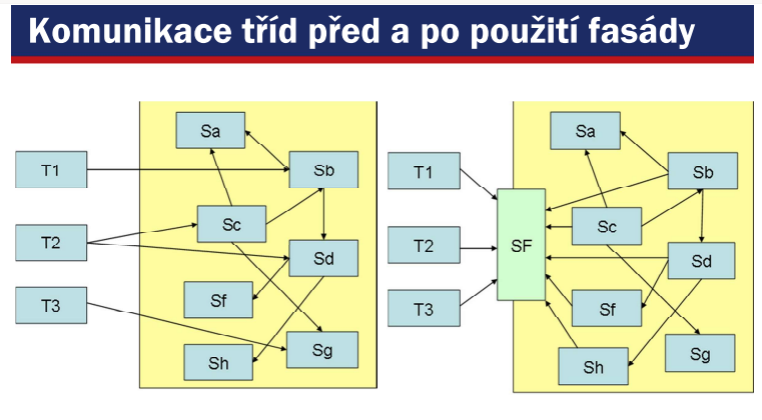 Komunikace tříd před a po použití fasády
Sa
T1
Sb
Sc
T2
Sd
Sf
T3
Sg
Sh
Sa
T1
Sb
Sc
T2
SF
Sd
T3
Sf
Sg
Sh